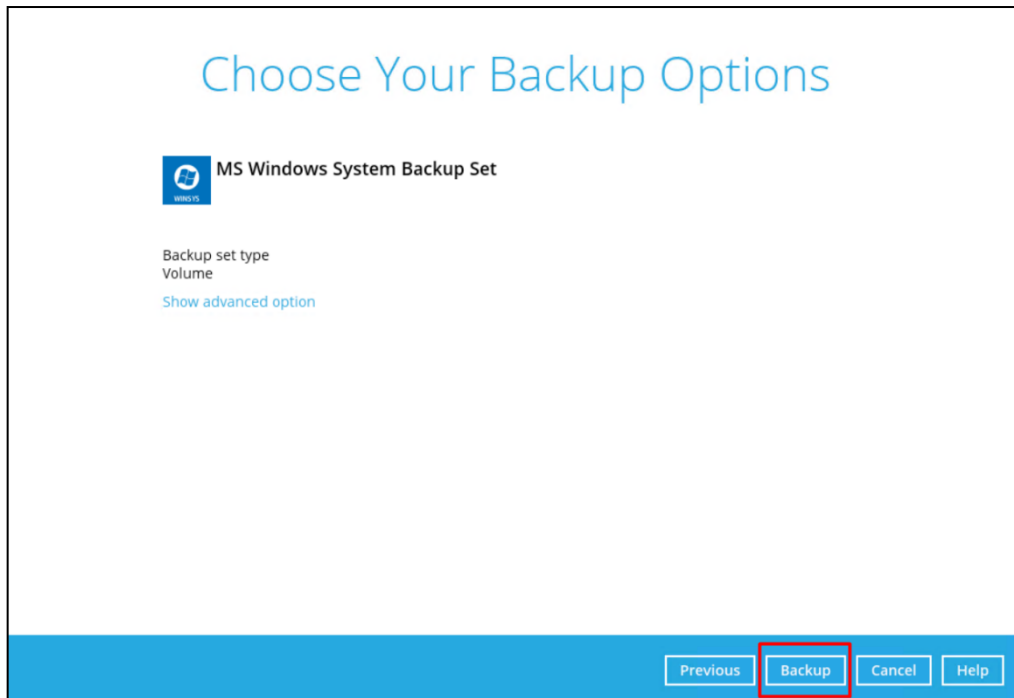 Choose Your Backup Options
MS Windows System Backup Set
WINSYS
Backup set type
Volume
Show advanced option
Previous
Backup
Cancel
Help